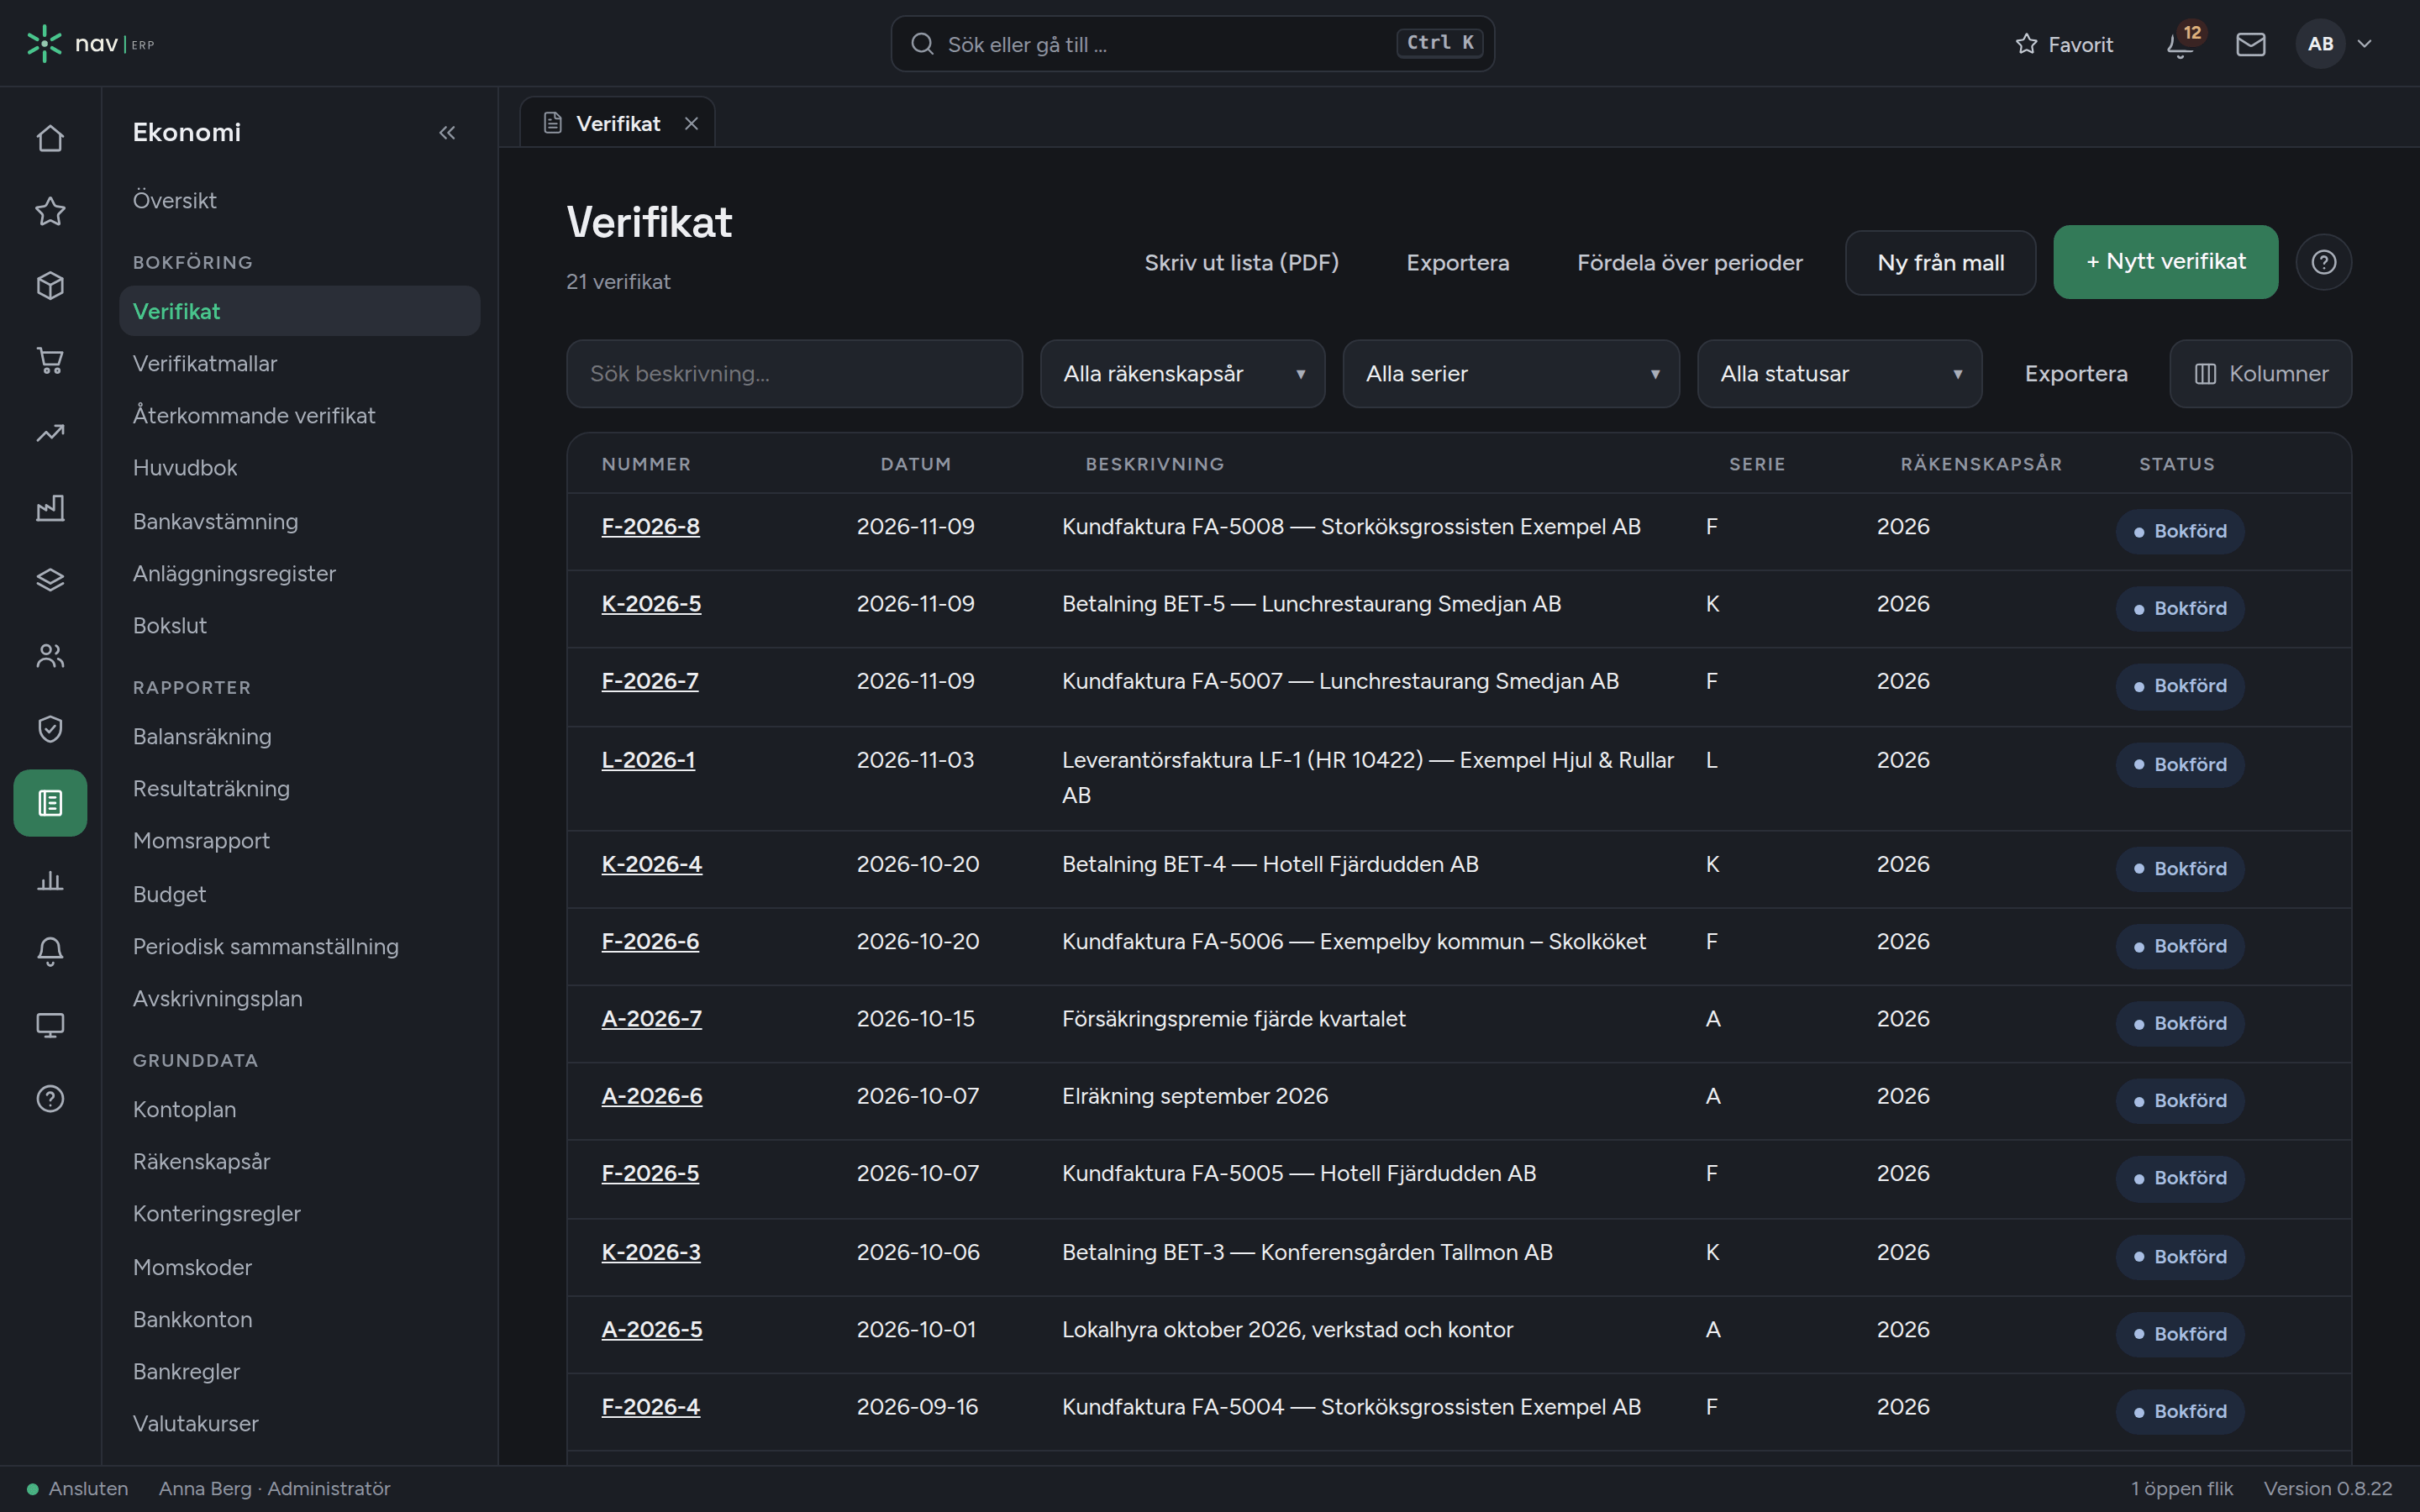 nav ERP
Sök eller gå till ...
Ctrl K
Favorit
12
AB
Ekonomi
Översikt
BOKFÖRING
Verifikat
Verifikatmallar
Återkommande verifikat
Huvudbok
Bankavstämning
Anläggningsregister
Bokslut
RAPPORTER
Balansräkning
Resultaträkning
Momsrapport
Budget
Periodisk sammanställning
Avskrivningsplan
GRUNDDATA
Kontoplan
Räkenskapsår
Konteringsregler
Momskoder
Bankkonton
Bankregler
Valutakurser
Verifikat
Verifikat
21 verifikat
Skriv ut lista (PDF)
Exportera
Fördela över perioder
Ny från mall
+ Nytt verifikat
Sök beskrivning...
Alla räkenskapsår
Alla serier
Alla statusar
Exportera
Kolumner
NUMMER DATUM BESKRIVNING SERIE RÄKENSKAPSÅR STATUS
F-2026-8 2026-11-09 Kundfaktura FA-5008 — Storköksgrossisten Exempel AB F 2026 Bokförd
K-2026-5 2026-11-09 Betalning BET-5 — Lunchrestaurang Smedjan AB K 2026 Bokförd
F-2026-7 2026-11-09 Kundfaktura FA-5007 — Lunchrestaurang Smedjan AB F 2026 Bokförd
L-2026-1 2026-11-03 Leverantörsfaktura LF-1 (HR 10422) — Exempel Hjul & Rullar L 2026 Bokförd
AB
K-2026-4 2026-10-20 Betalning BET-4 — Hotell Fjärdudden AB K 2026 Bokförd
F-2026-6 2026-10-20 Kundfaktura FA-5006 — Exempelby kommun – Skolköket F 2026 Bokförd
A-2026-7 2026-10-15 Försäkringspremie fjärde kvartalet A 2026 Bokförd
A-2026-6 2026-10-07 Elräkning september 2026 A 2026 Bokförd
F-2026-5 2026-10-07 Kundfaktura FA-5005 — Hotell Fjärdudden AB F 2026 Bokförd
K-2026-3 2026-10-06 Betalning BET-3 — Konferensgården Tallmon AB K 2026 Bokförd
A-2026-5 2026-10-01 Lokalhyra oktober 2026, verkstad och kontor A 2026 Bokförd
F-2026-4 2026-09-16 Kundfaktura FA-5004 — Storköksgrossisten Exempel AB F 2026 Bokförd
Ansluten
Anna Berg · Administratör
1 öppen flik
Version 0.8.22